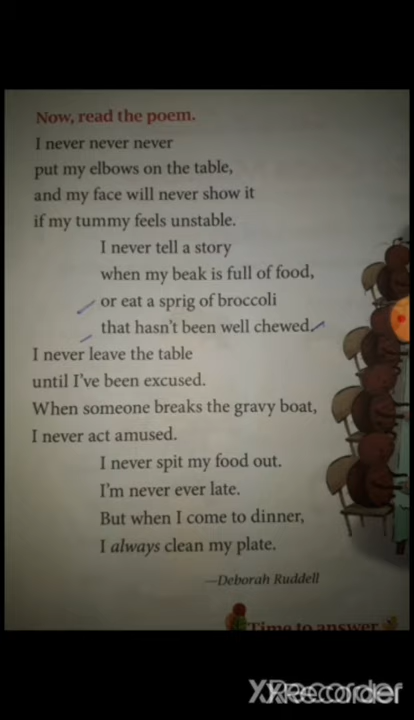 Now, read the poem.
I never never never
put my elbows on the table,
and my face will never show it
if my tummy feels unstable.
I never tell a story
when my beak is full of food,
or eat a sprig of broccoli
that hasn't been well chewed.
I never leave the table
until I've been excused.
When someone breaks the gravy boat,
I never act amused.
I never spit my food out.
I'm never ever late.
But when I come to dinner,
I always clean my plate.
—Deborah Ruddell
Time to answer
XRecorder